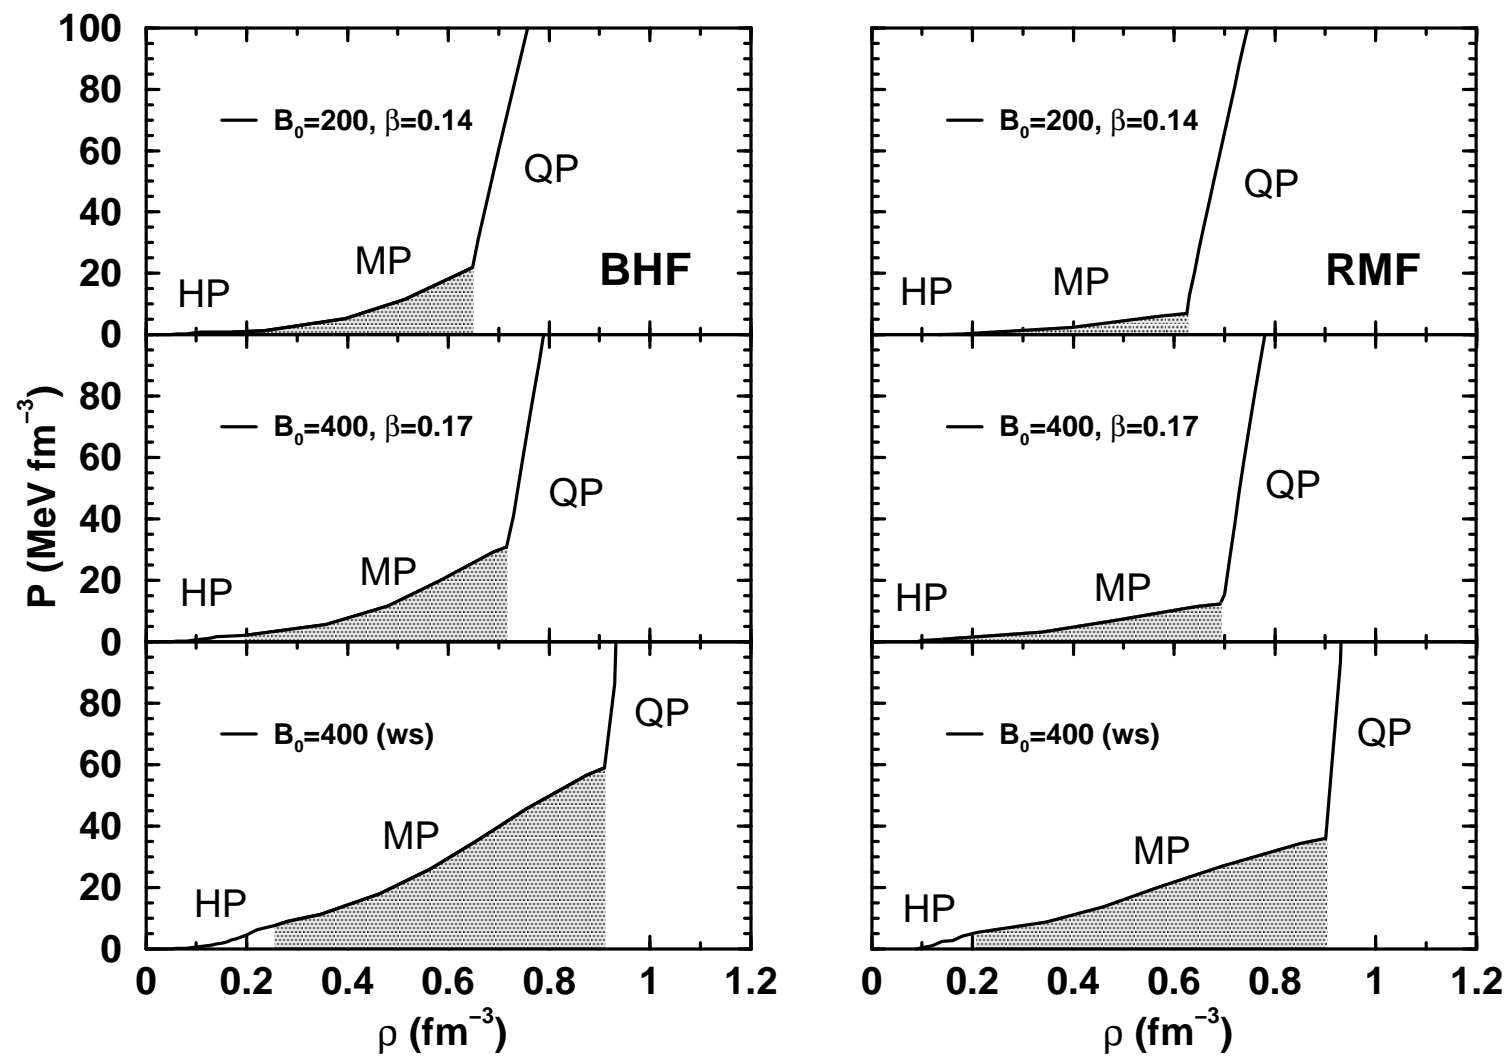 100
80
60
40
20
0
B₀=200, β=0.14
HP
MP
QP
BHF
B₀=200, β=0.14
HP
MP
QP
RMF
P (MeV fm⁻³)
80
60
40
20
0
B₀=400, β=0.17
HP
MP
QP
B₀=400, β=0.17
HP
MP
QP
80
60
40
20
0
B₀=400 (ws)
HP
MP
QP
B₀=400 (ws)
HP
MP
QP
0 0.2 0.4 0.6 0.8 1 1.2
0 0.2 0.4 0.6 0.8 1 1.2
ρ (fm⁻³)
ρ (fm⁻³)